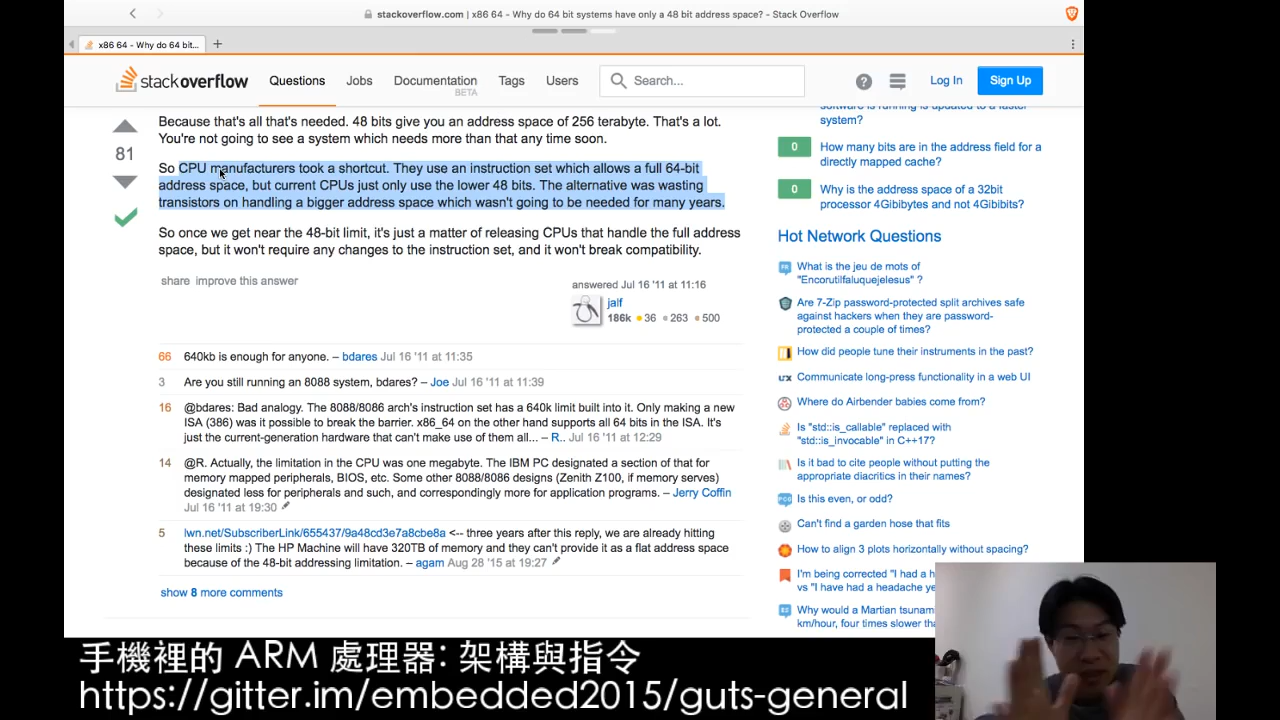 stackoverflow.com | x86 64 - Why do 64 bit systems have only a 48 bit address space? - Stack Overflow
x86 64 - Why do 64 bit...
stackoverflow
Questions
Jobs
Documentation
BETA
Tags
Users
Search...
Log In
Sign Up
Because that's all that's needed. 48 bits give you an address space of 256 terabyte. That's a lot.
You're not going to see a system which needs more than that any time soon.
81
So CPU manufacturers took a shortcut. They use an instruction set which allows a full 64-bit
address space, but current CPUs just only use the lower 48 bits. The alternative was wasting
transistors on handling a bigger address space which wasn't going to be needed for many years.
So once we get near the 48-bit limit, it's just a matter of releasing CPUs that handle the full address
space, but it won't require any changes to the instruction set, and it won't break compatibility.
share improve this answer
answered Jul 16 '11 at 11:16
jalf
186k 36 263 500
66 640kb is enough for anyone. – bdares Jul 16 '11 at 11:35
3 Are you still running an 8088 system, bdares? – Joe Jul 16 '11 at 11:39
16 @bdares: Bad analogy. The 8088/8086 arch's instruction set has a 640k limit built into it. Only making a new
ISA (386) was it possible to break the barrier. x86_64 on the other hand supports all 64 bits in the ISA. It's
just the current-generation hardware that can't make use of them all... – R.. Jul 16 '11 at 12:29
14 @R. Actually, the limitation in the CPU was one megabyte. The IBM PC designated a section of that for
memory mapped peripherals, BIOS, etc. Some other 8088/8086 designs (Zenith Z100, if memory serves)
designated less for peripherals and such, and correspondingly more for application programs. – Jerry Coffin
Jul 16 '11 at 19:30
5 lwn.net/SubscriberLink/655437/9a48cd3e7a8cbe8a <-- three years after this reply, we are already hitting
these limits :) The HP Machine will have 320TB of memory and they can't provide it as a flat address space
because of the 48-bit addressing limitation. – agam Aug 28 '15 at 19:27
show 8 more comments
software is running is updated to a faster
system?
0 How many bits are in the address field for a
directly mapped cache?
0 Why is the address space of a 32bit
processor 4Gibibytes and not 4Gibibits?
Hot Network Questions
What is the jeu de mots of
"Encorutilfaluquejelesus" ?
Are 7-Zip password-protected split archives safe
against hackers when they are password-
protected a couple of times?
How did people tune their instruments in the past?
Communicate long-press functionality in a web UI
Where do Airbender babies come from?
Is "std::is_callable" replaced with
"std::is_invocable" in C++17?
Is it bad to cite people without putting the
appropriate diacritics in their names?
Is this even, or odd?
Can't find a garden hose that fits
How to align 3 plots horizontally without spacing?
I'm being corrected "I had a h
vs "I have had a headache ye
Why would a Martian tsunam
km/hour, four times slower tha
手機裡的 ARM 處理器: 架構與指令
https://gitter.im/embedded2015/guts-general